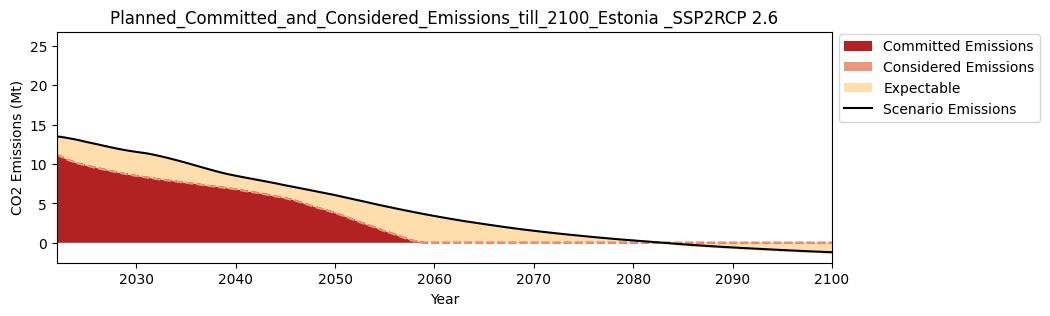 Planned_Committed_and_Considered_Emissions_till_2100_Estonia _SSP2RCP 2.6
CO2 Emissions (Mt)
25
20
15
10
5
0
2030 2040 2050 2060 2070 2080 2090 2100
Year
Committed Emissions
Considered Emissions
Expectable
Scenario Emissions